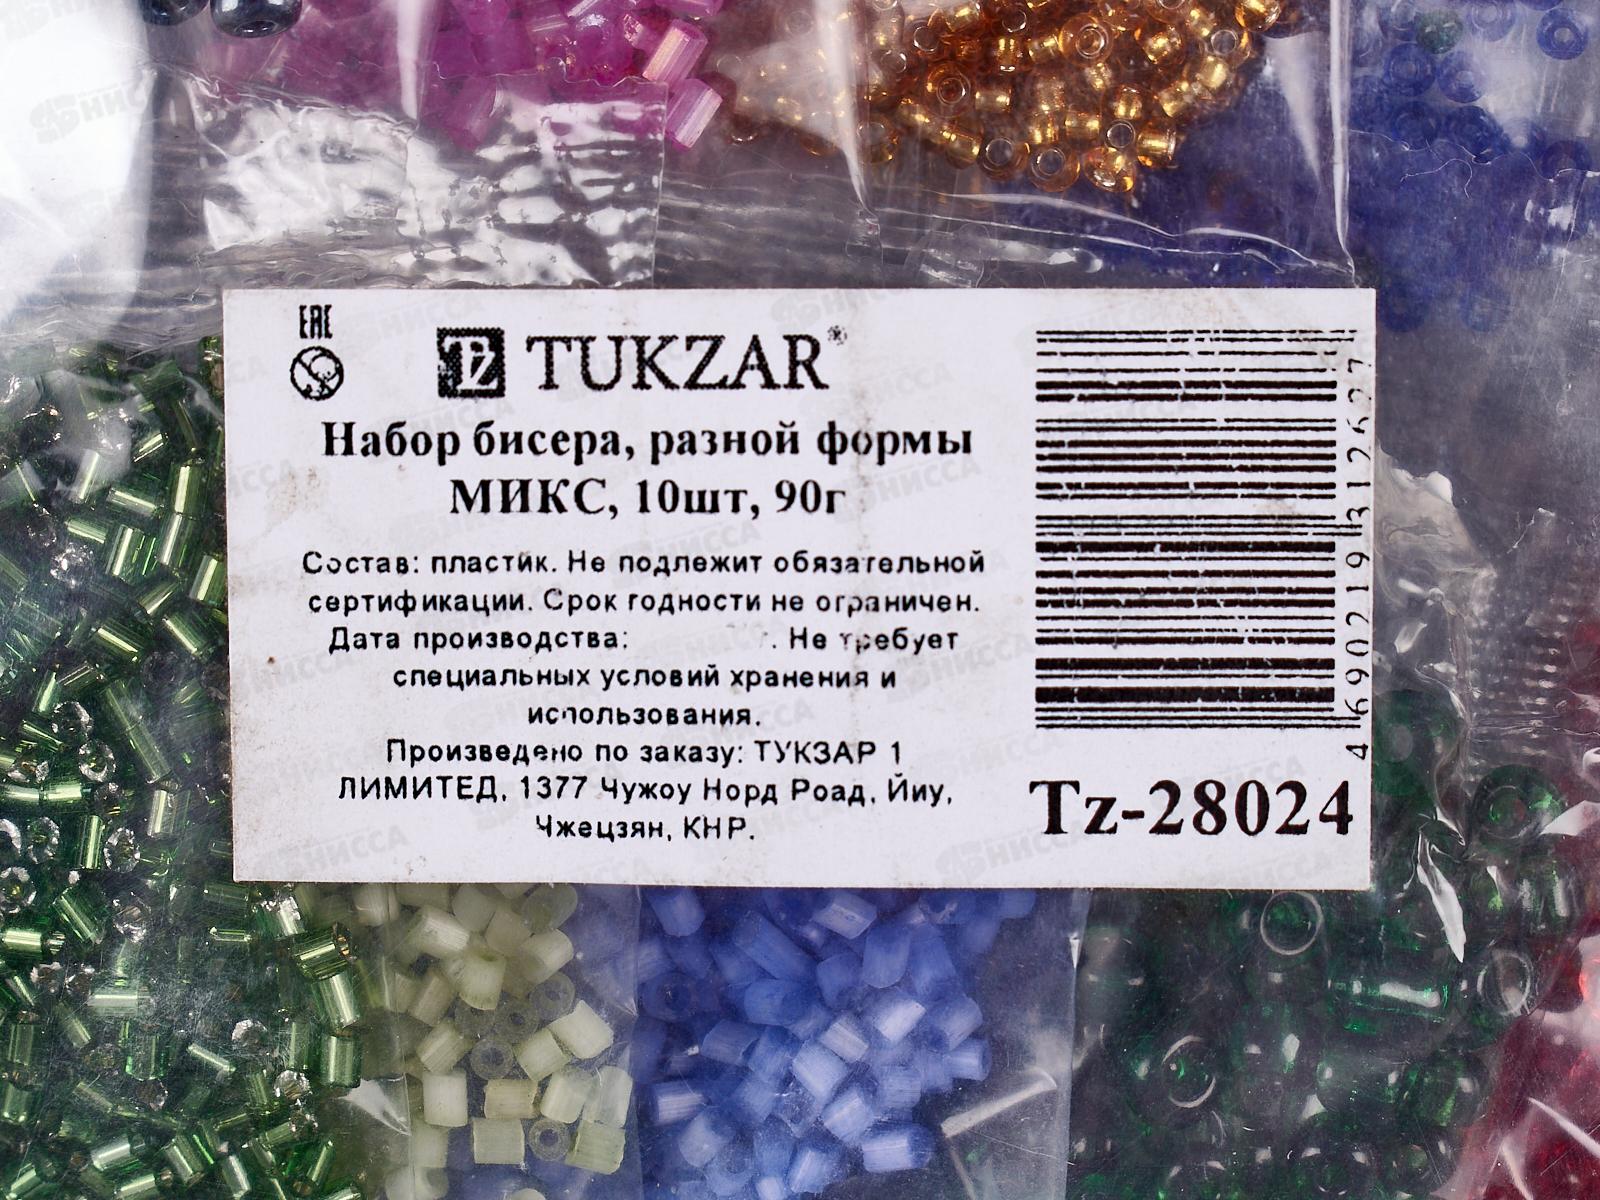 EAC
TUKZAR®
Набор бисера, разной формы
МИКС, 10шт, 90г
Состав: пластик. Не подлежит обязательной
сертификации. Срок годности не ограничен.
Дата производства: . Не требует
специальных условий хранения и
использования.
Произведено по заказу: ТУКЗАР 1
ЛИМИТЕД, 1377 Чужоу Норд Роад, Йиу,
Чжецзян, КНР.
Tz-28024